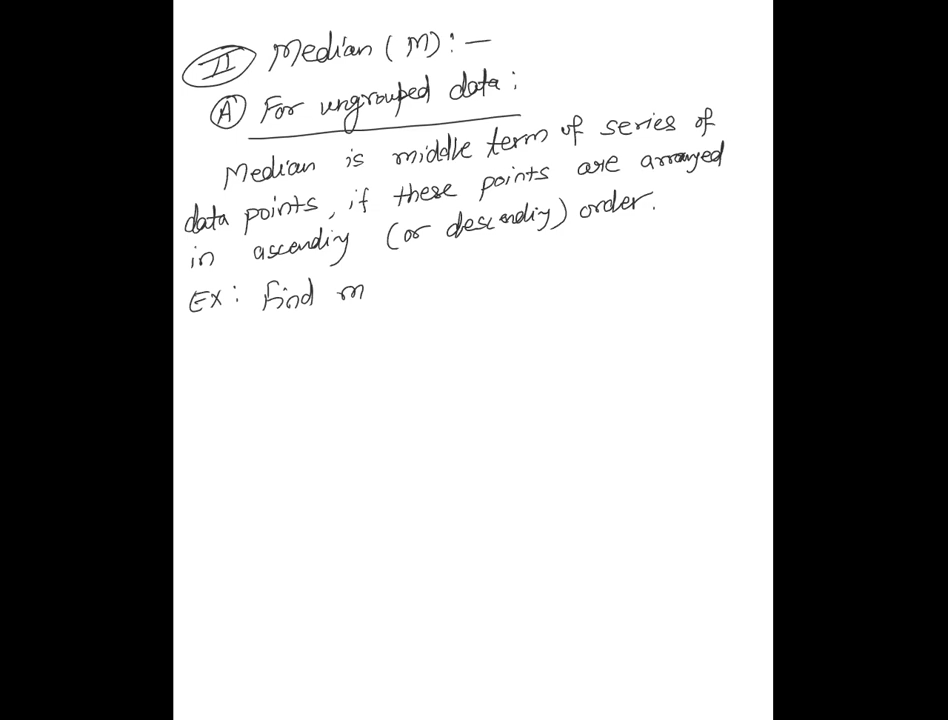 II Median (M): —
A For ungrouped data:
Median is middle term of series of
data points, if these points are arranged
in ascending (or descending) order.
Ex: find m